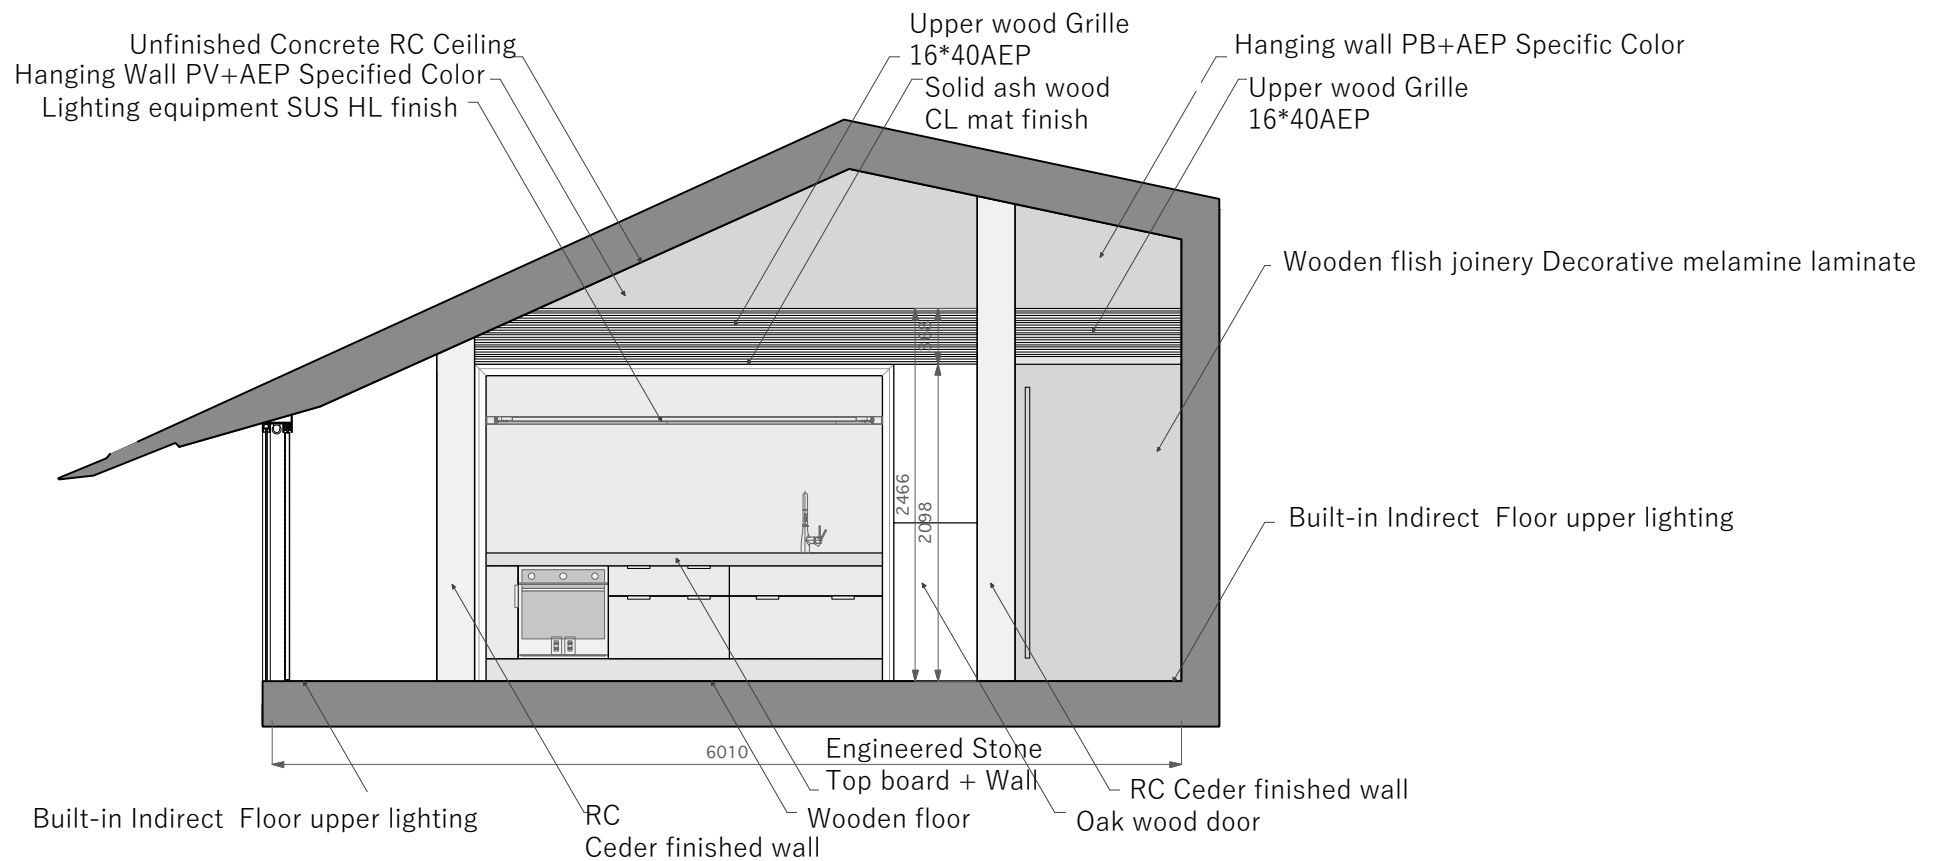 Unfinished Concrete RC Ceiling
Hanging Wall PV+AEP Specified Color
Lighting equipment SUS HL finish
Upper wood Grille
16*40AEP
Solid ash wood
CL mat finish
Hanging wall PB+AEP Specific Color
Upper wood Grille
16*40AEP
Wooden flish joinery Decorative melamine laminate
368
2466
2098
Built-in Indirect Floor upper lighting
6010
Engineered Stone
Top board + Wall
Built-in Indirect Floor upper lighting
RC
Ceder finished wall
Wooden floor
RC Ceder finished wall
Oak wood door